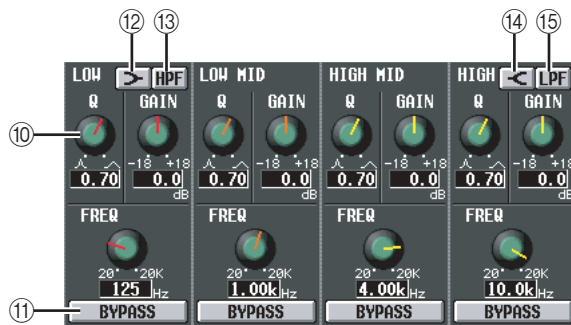 ⑫ ⑬ ⑭ ⑮
LOW HPF LOW MID HIGH MID HIGH LPF
Q GAIN Q GAIN Q GAIN Q GAIN
⑩
-18 +18 -18 +18 -18 +18 -18 +18
0.70 0.0 0.70 0.0 0.70 0.0 0.70 0.0
dB dB dB dB
FREQ FREQ FREQ FREQ
20 20K 20 20K 20 20K 20 20K
125 Hz 1.00k Hz 4.00k Hz 10.0k Hz
⑪ BYPASS BYPASS BYPASS BYPASS